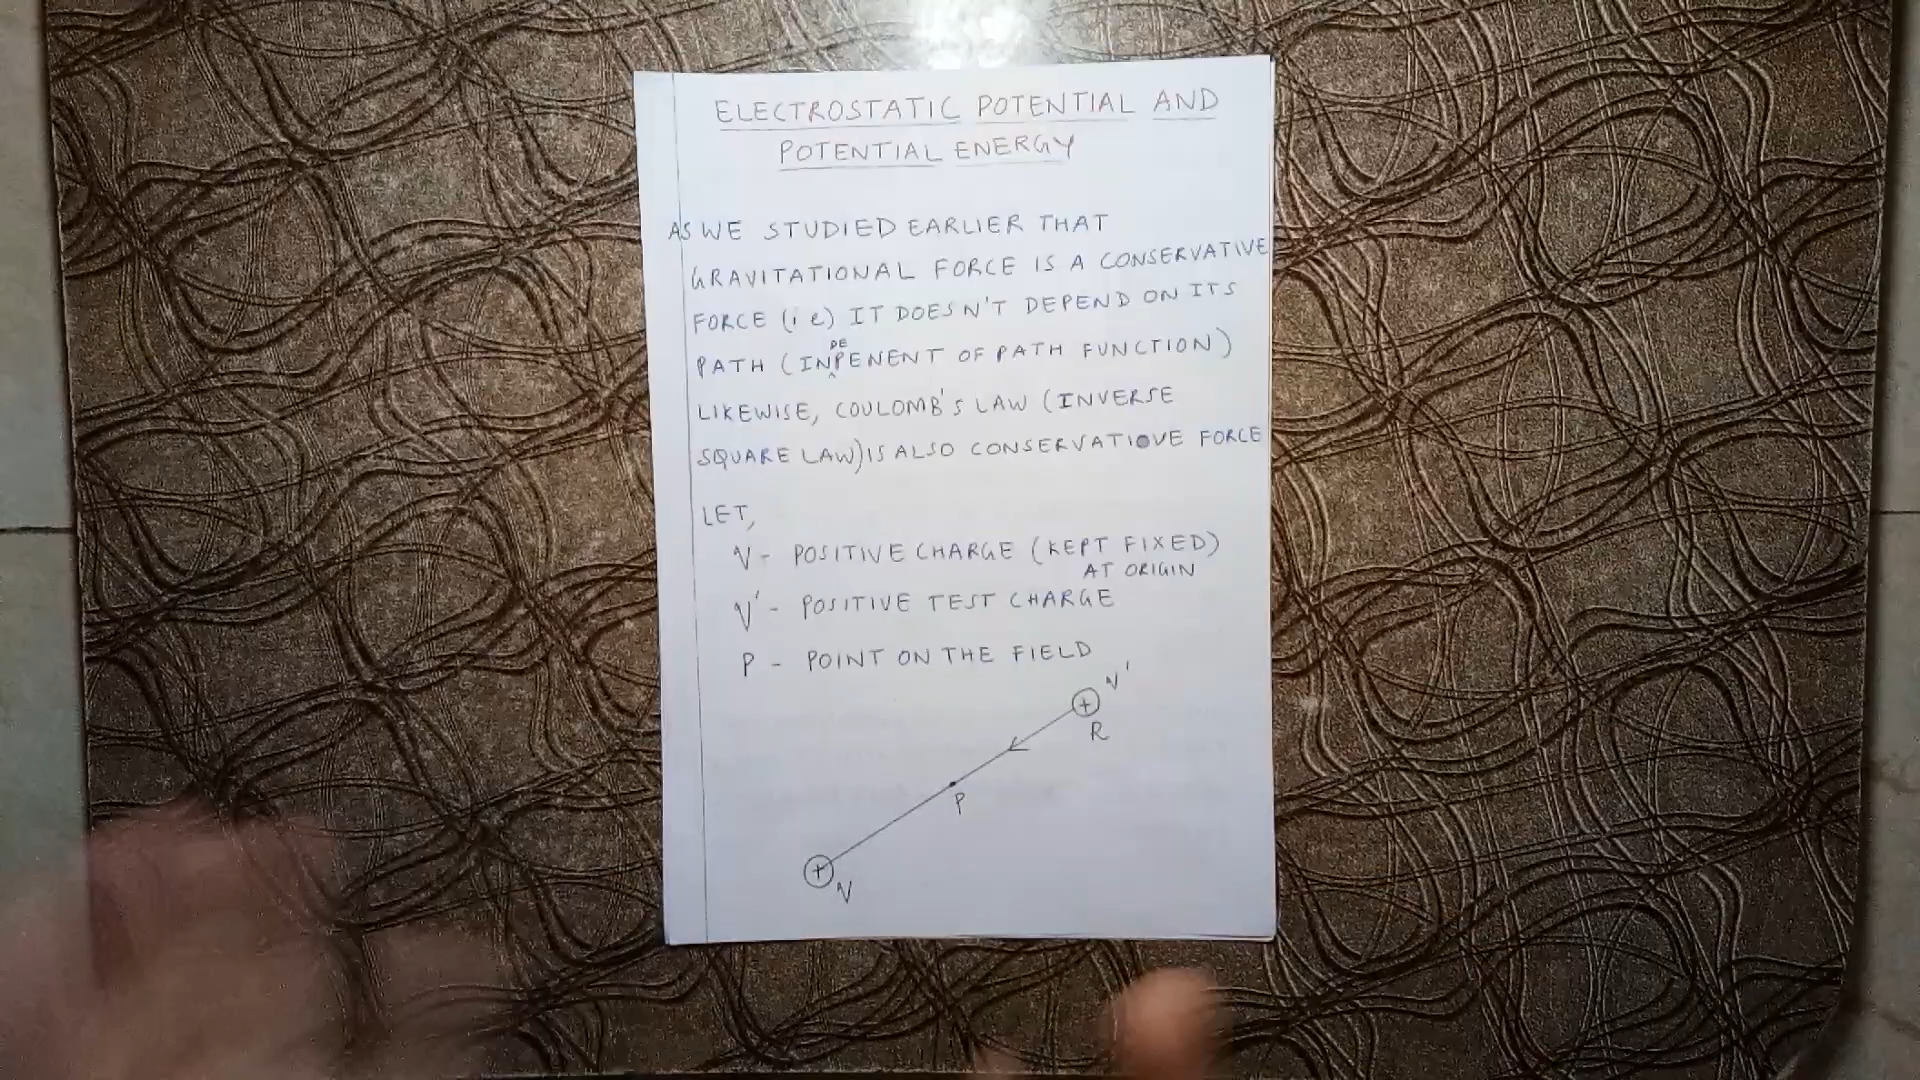 ELECTROSTATIC POTENTIAL AND
POTENTIAL ENERGY
AS WE STUDIED EARLIER THAT
GRAVITATIONAL FORCE IS A CONSERVATIVE
FORCE (i e) IT DOESN'T DEPEND ON ITS
PATH (INDEPENENT OF PATH FUNCTION)
LIKEWISE, COULOMB'S LAW (INVERSE
SQUARE LAW) IS ALSO CONSERVATIOVE FORCE
LET,
q - POSITIVE CHARGE (KEPT FIXED)
AT ORIGIN
q' - POSITIVE TEST CHARGE
P - POINT ON THE FIELD
+ q'
R
P
+ q